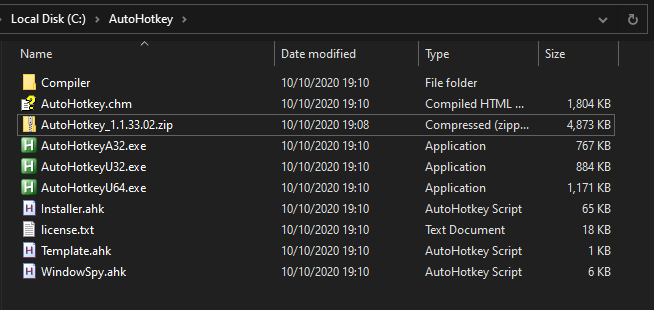 Local Disk (C:) > AutoHotkey >
Name Date modified Type Size
Compiler 10/10/2020 19:10 File folder
AutoHotkey.chm 10/10/2020 19:10 Compiled HTML ... 1,804 KB
AutoHotkey_1.1.33.02.zip 10/10/2020 19:08 Compressed (zipp... 4,873 KB
AutoHotkeyA32.exe 10/10/2020 19:10 Application 767 KB
AutoHotkeyU32.exe 10/10/2020 19:10 Application 884 KB
AutoHotkeyU64.exe 10/10/2020 19:10 Application 1,171 KB
Installer.ahk 10/10/2020 19:10 AutoHotkey Script 65 KB
license.txt 10/10/2020 19:10 Text Document 18 KB
Template.ahk 10/10/2020 19:10 AutoHotkey Script 1 KB
WindowSpy.ahk 10/10/2020 19:10 AutoHotkey Script 6 KB